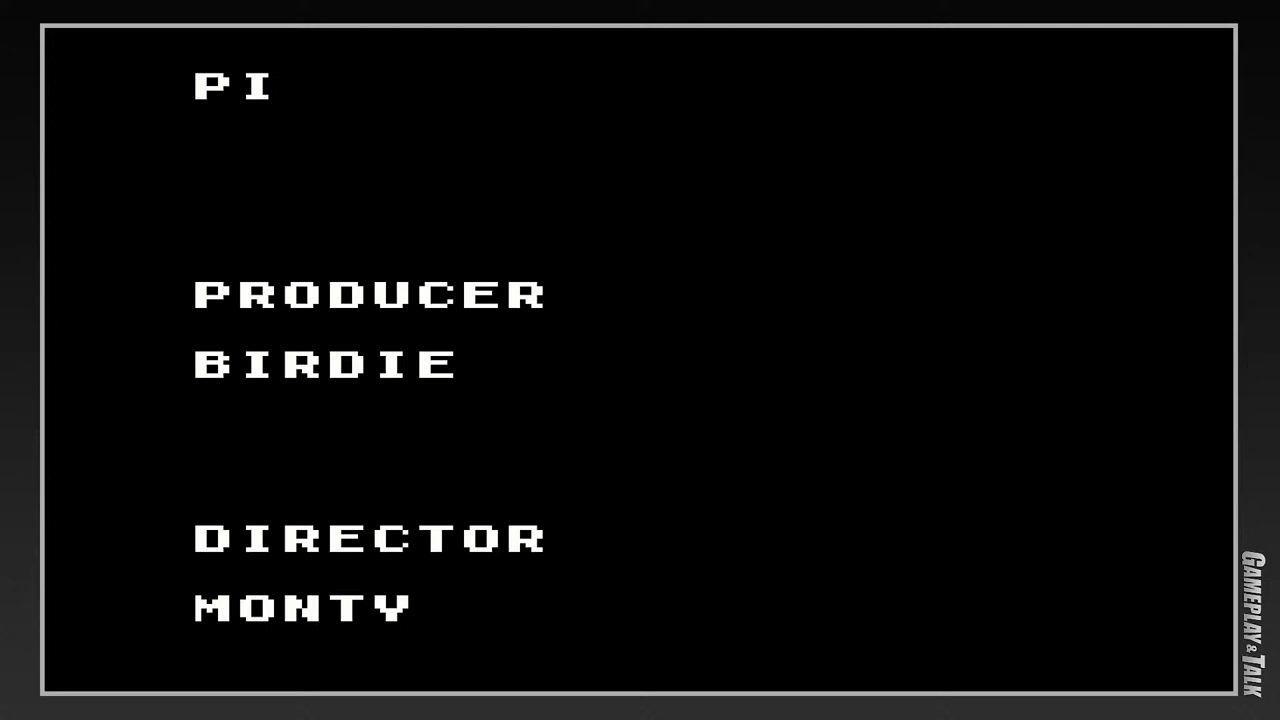 PI
PRODUCER
BIRDIE
DIRECTOR
MONTY
GAMEPLAY & TALK